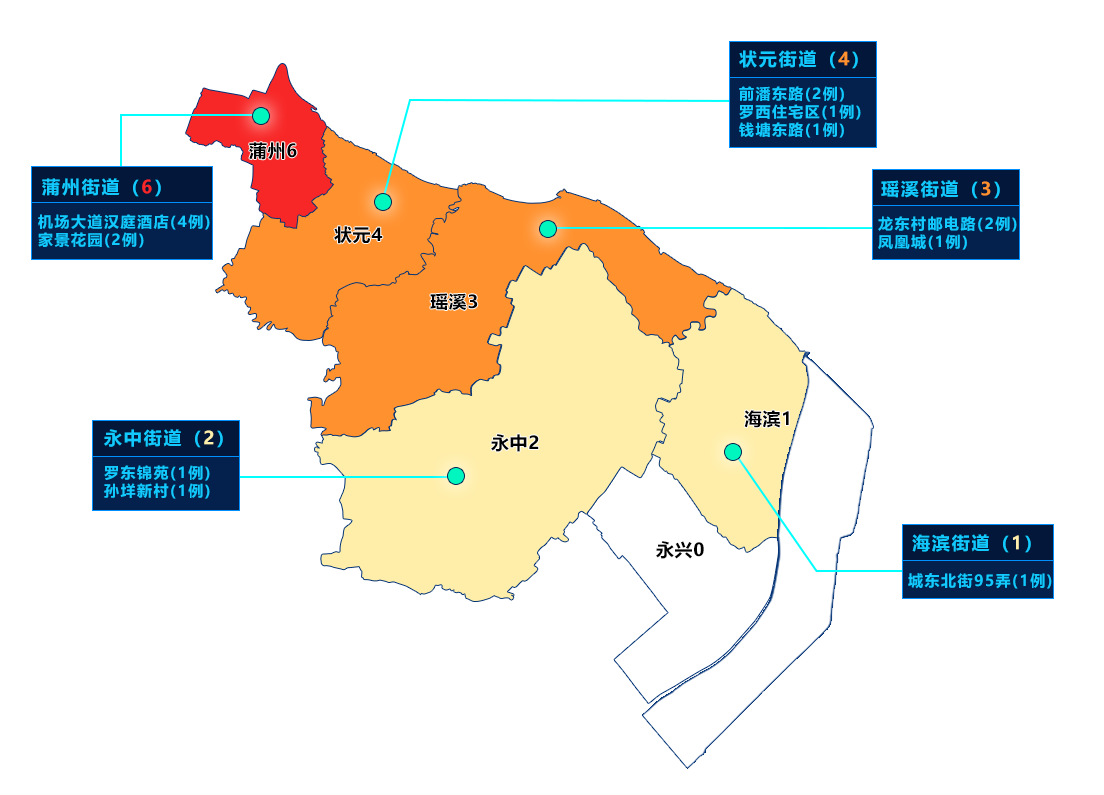 状元街道（4）
前潘东路(2例)
罗西住宅区(1例)
钱塘东路(1例)
蒲州6
蒲州街道（6）
机场大道汉庭酒店(4例)
家景花园(2例)
瑶溪街道（3）
龙东村邮电路(2例)
凤凰城(1例)
状元4
瑶溪3
永中街道（2）
罗东锦苑(1例)
孙垟新村(1例)
永中2
海滨1
海滨街道（1）
城东北街95弄(1例)
永兴0